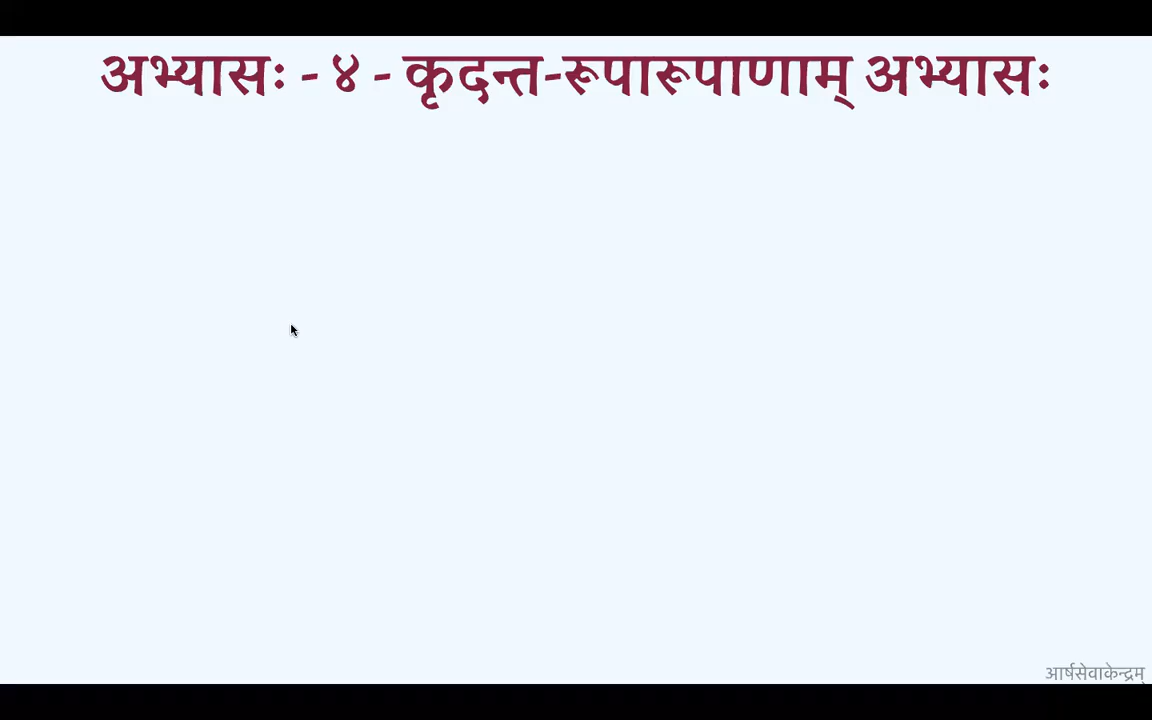 अभ्यासः - ४ - कृदन्त-रूपारूपाणाम् अभ्यासः
आर्षसेवाकेन्द्रम्